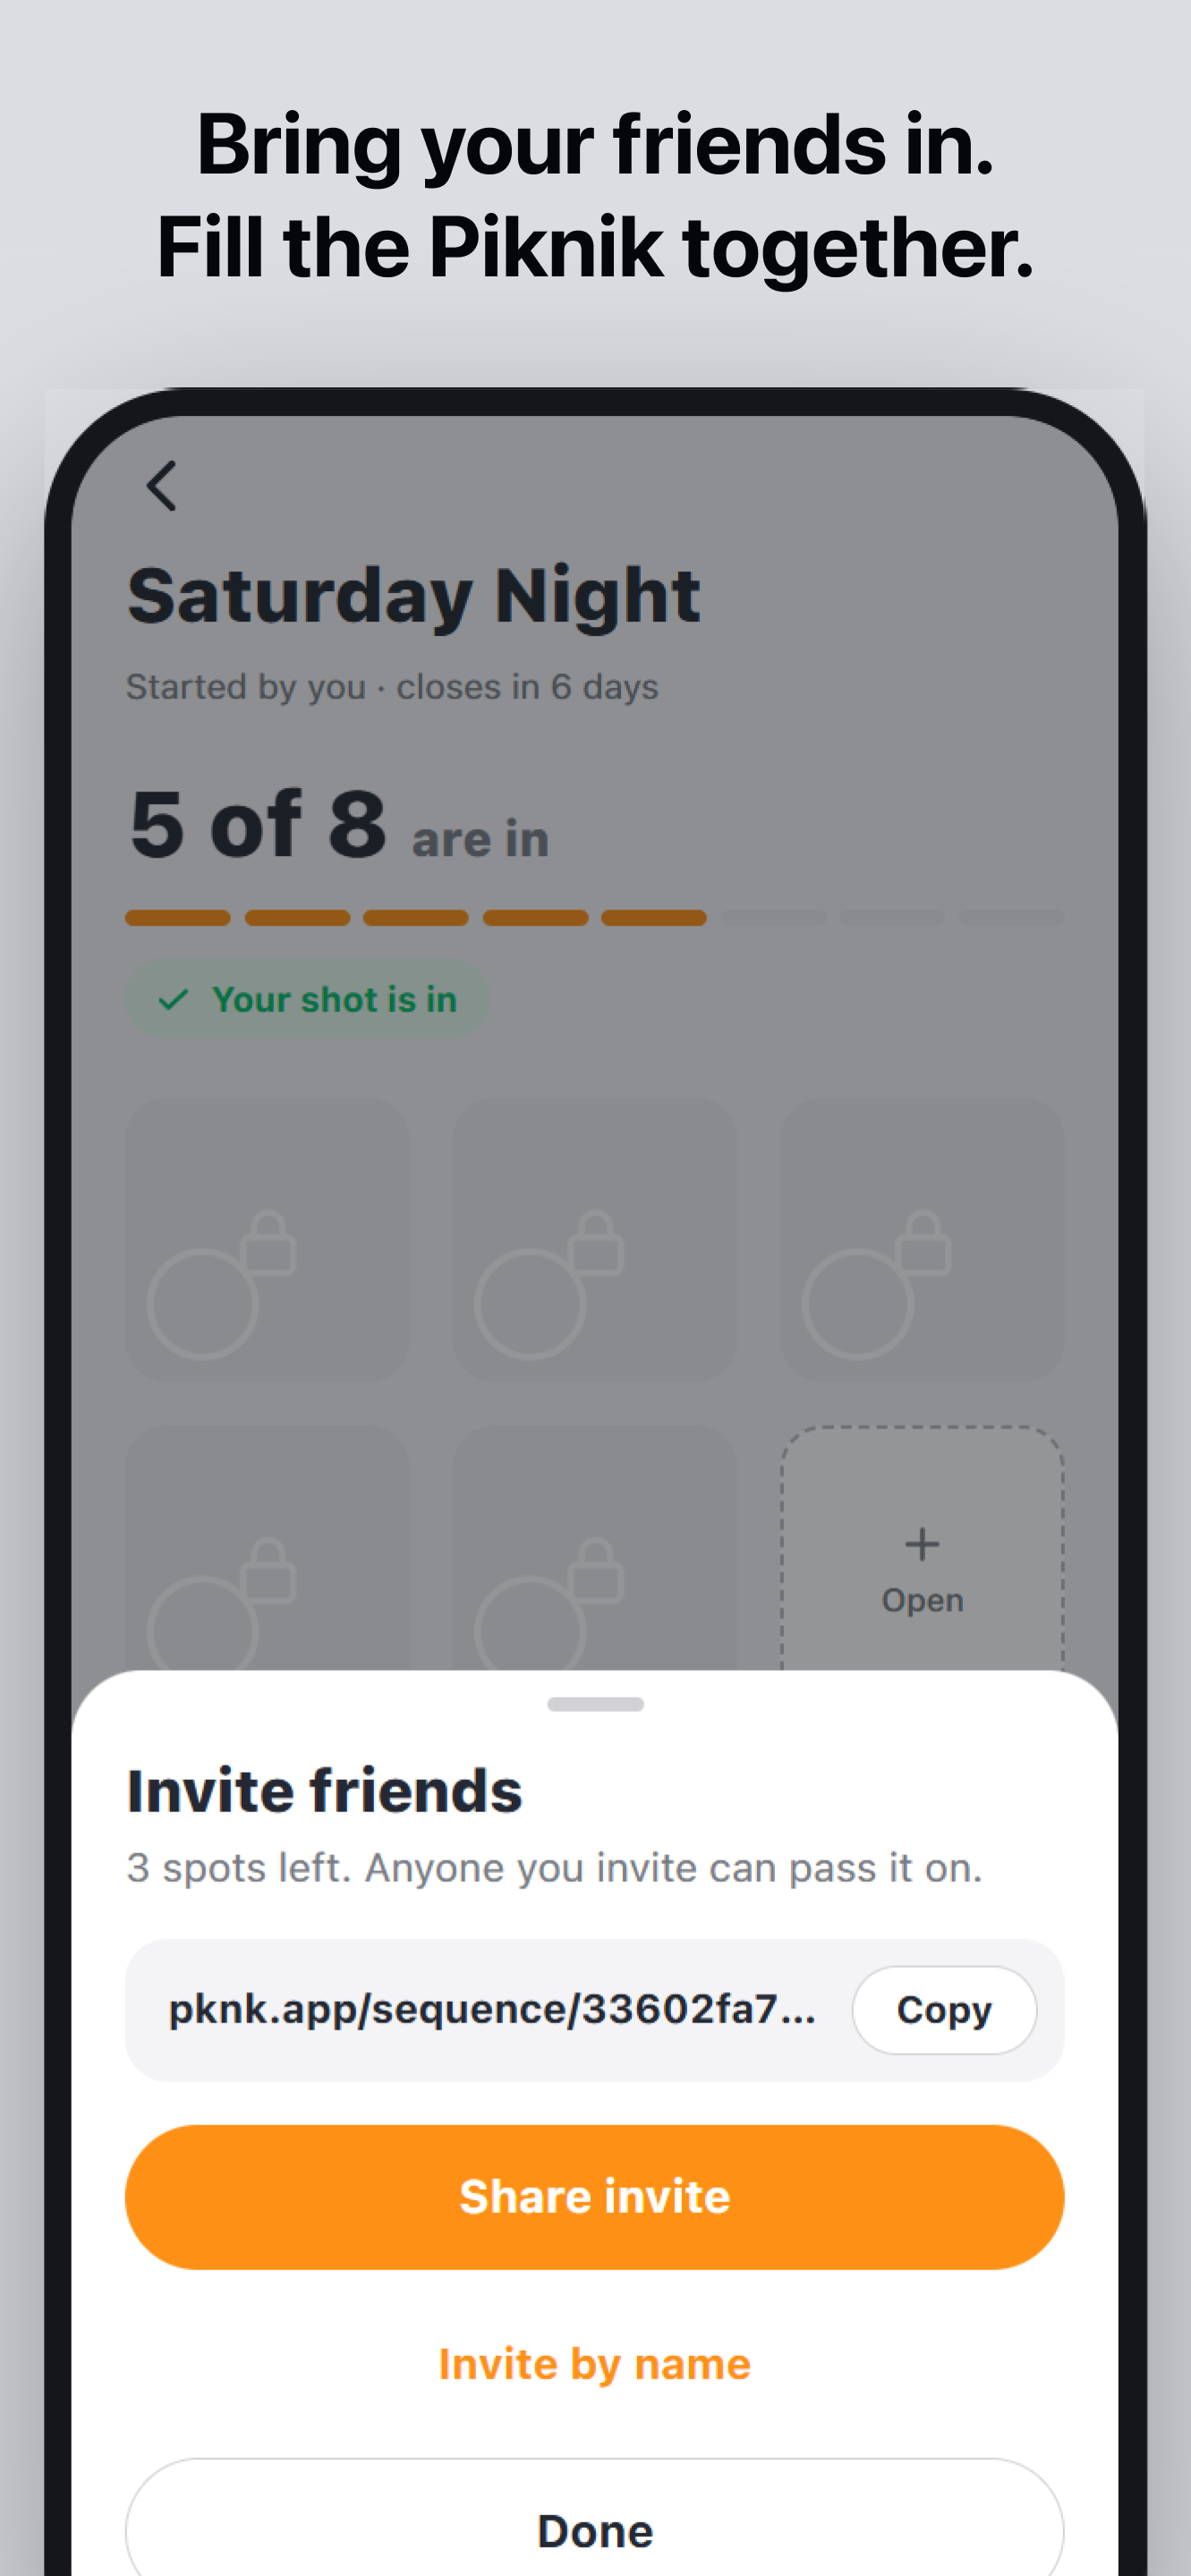 Bring your friends in.
Fill the Piknik together.
Saturday Night
Started by you · closes in 6 days
5 of 8 are in
Your shot is in
Open
Invite friends
3 spots left. Anyone you invite can pass it on.
pknk.app/sequence/33602fa7...
Copy
Share invite
Invite by name
Done